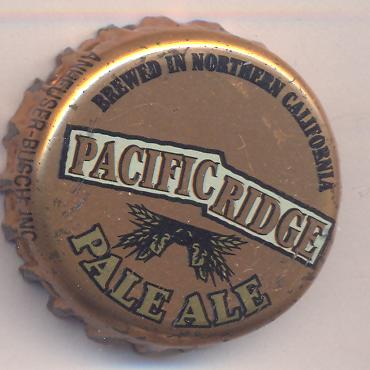 BREWED IN NORTHERN CALIFORNIA
PACIFIC RIDGE
PALE ALE
ANHEUSER-BUSCH, INC.